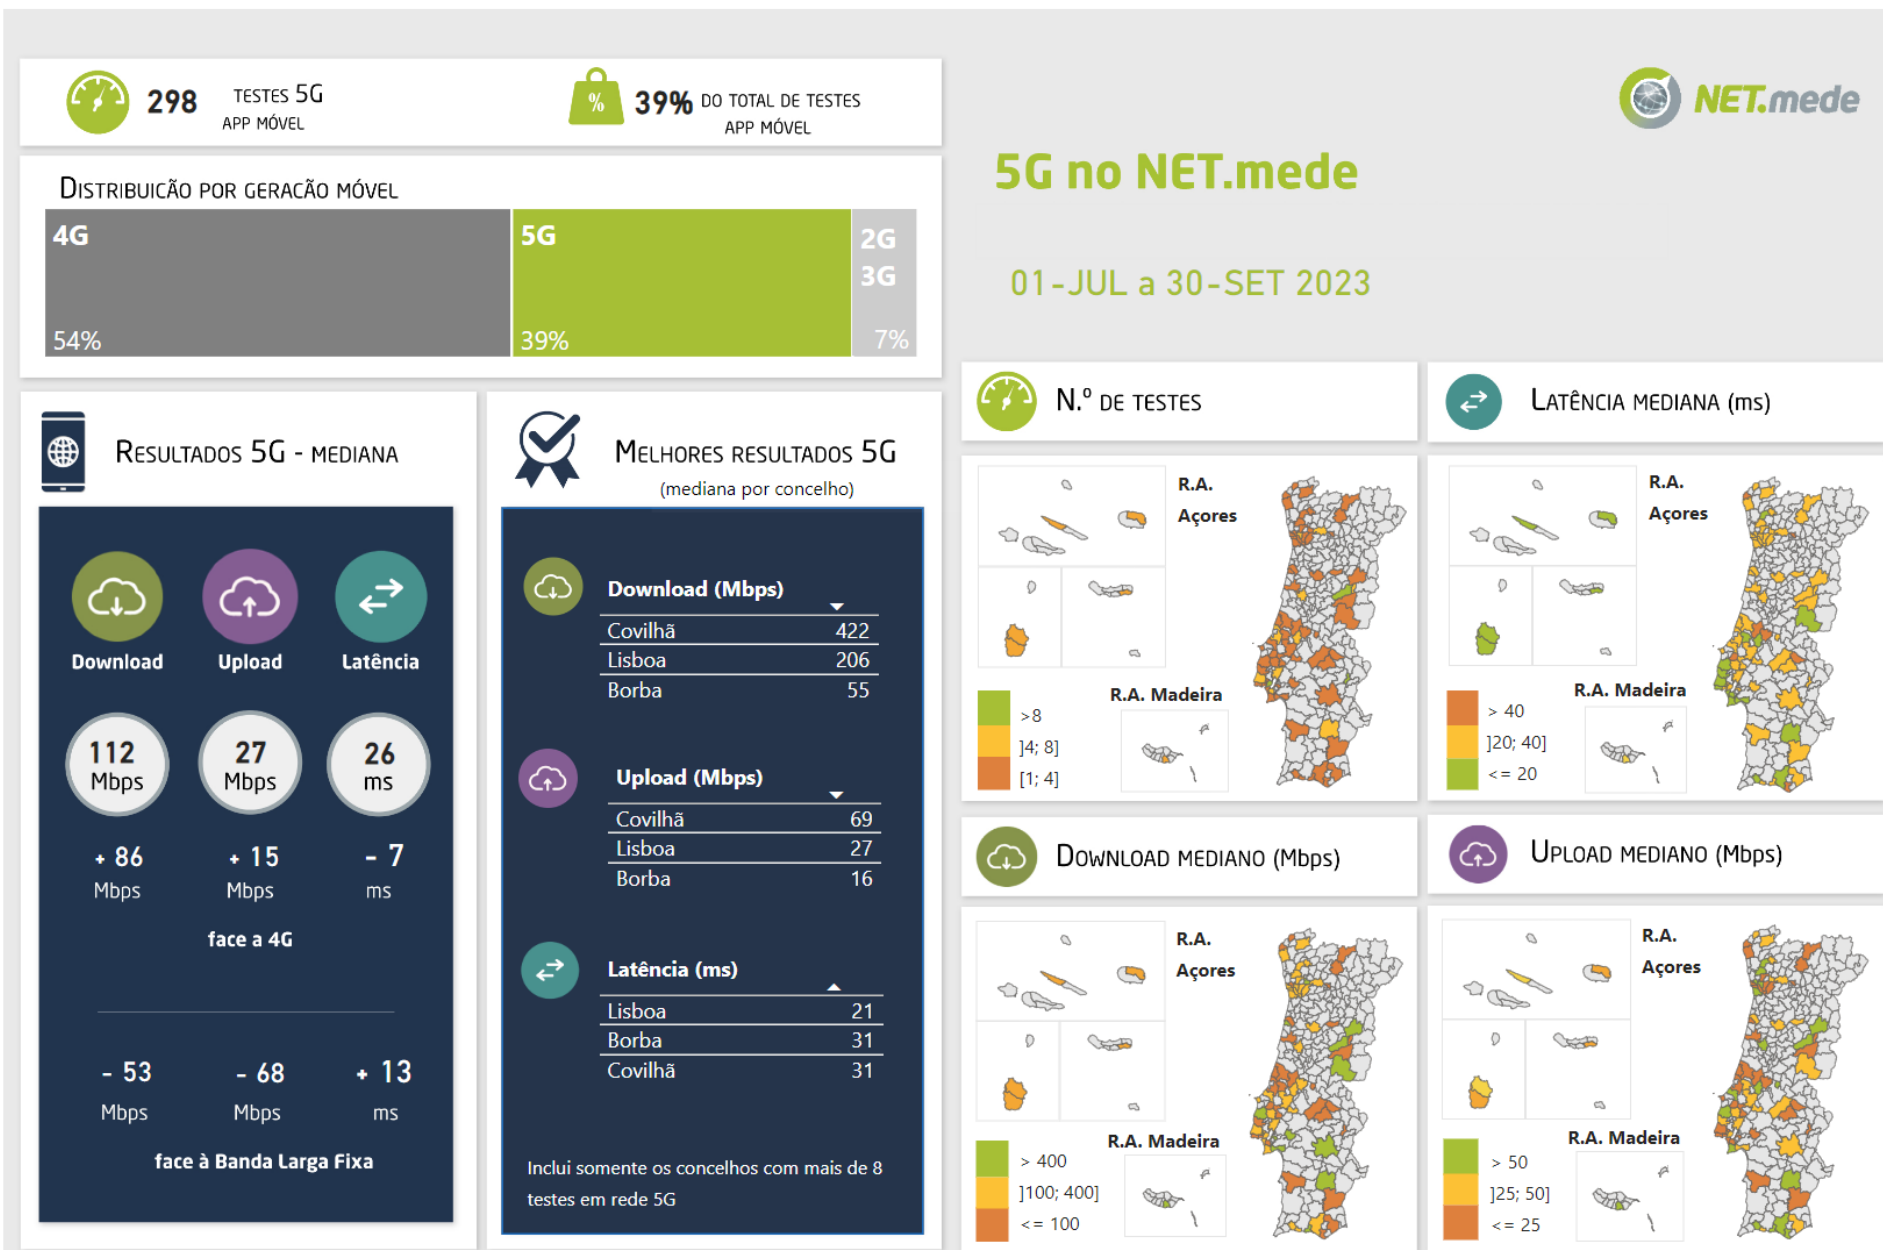 298 TESTES 5G
APP MÓVEL
%
39% DO TOTAL DE TESTES
APP MÓVEL
NET.mede
5G no NET.mede
01-JUL a 30-SET 2023
DISTRIBUICÃO POR GERACÃO MÓVEL
4G
54%
5G
39%
2G
3G
7%
RESULTADOS 5G - MEDIANA
Download
Upload
Latência
112
Mbps
27
Mbps
26
ms
+ 86
Mbps
+ 15
Mbps
- 7
ms
face a 4G
- 53
Mbps
- 68
Mbps
+ 13
ms
face à Banda Larga Fixa
MELHORES RESULTADOS 5G
(mediana por concelho)
Download (Mbps)
Covilhã 422
Lisboa 206
Borba 55
Upload (Mbps)
Covilhã 69
Lisboa 27
Borba 16
Latência (ms)
Lisboa 21
Borba 31
Covilhã 31
Inclui somente os concelhos com mais de 8
testes em rede 5G
N.º DE TESTES
R.A.
Açores
R.A. Madeira
>8
]4; 8]
[1; 4]
LATÊNCIA MEDIANA (ms)
R.A.
Açores
R.A. Madeira
> 40
]20; 40]
<= 20
DOWNLOAD MEDIANO (Mbps)
R.A.
Açores
R.A. Madeira
> 400
]100; 400]
<= 100
UPLOAD MEDIANO (Mbps)
R.A.
Açores
R.A. Madeira
> 50
]25; 50]
<= 25